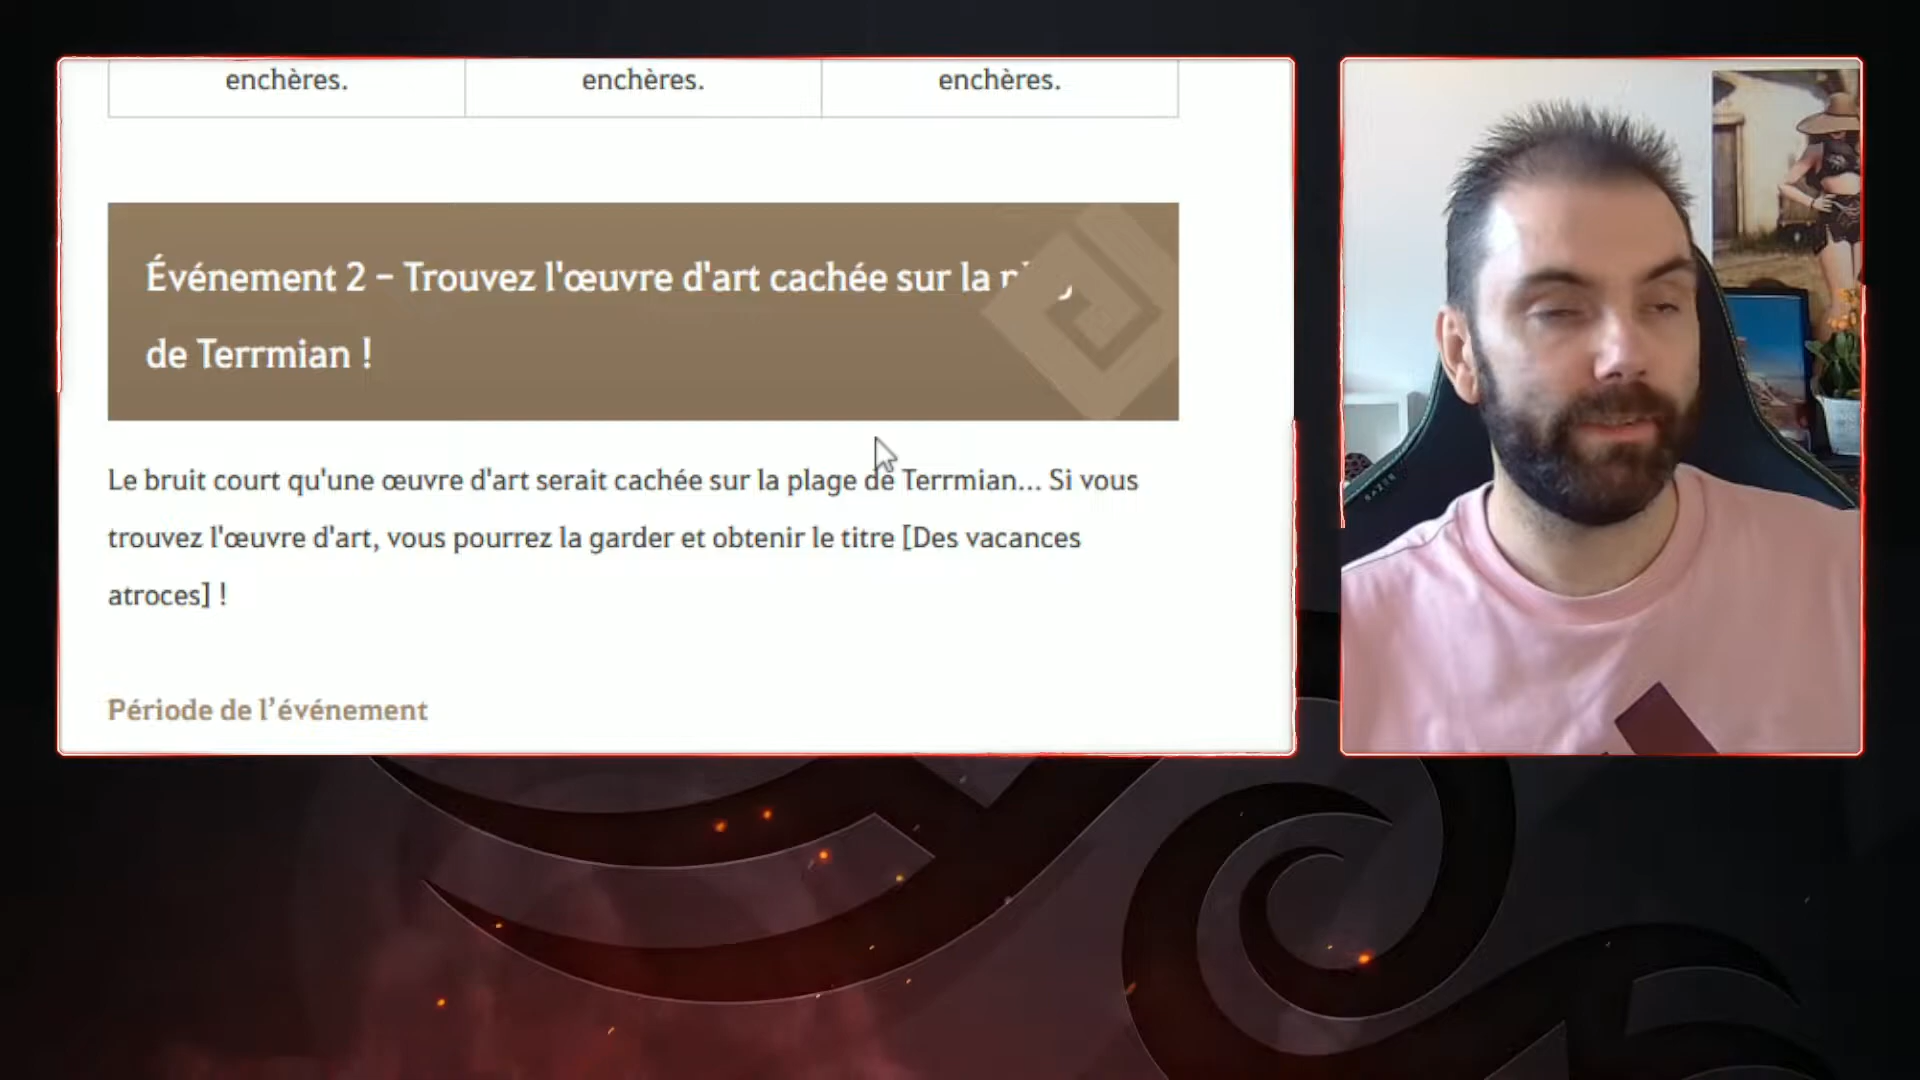 enchères. enchères. enchères.
Événement 2 – Trouvez l'œuvre d'art cachée sur la
de Terrmian !
Le bruit court qu'une œuvre d'art serait cachée sur la plage de Terrmian... Si vous
trouvez l'œuvre d'art, vous pourrez la garder et obtenir le titre [Des vacances
atroces] !
Période de l’événement
RAZER